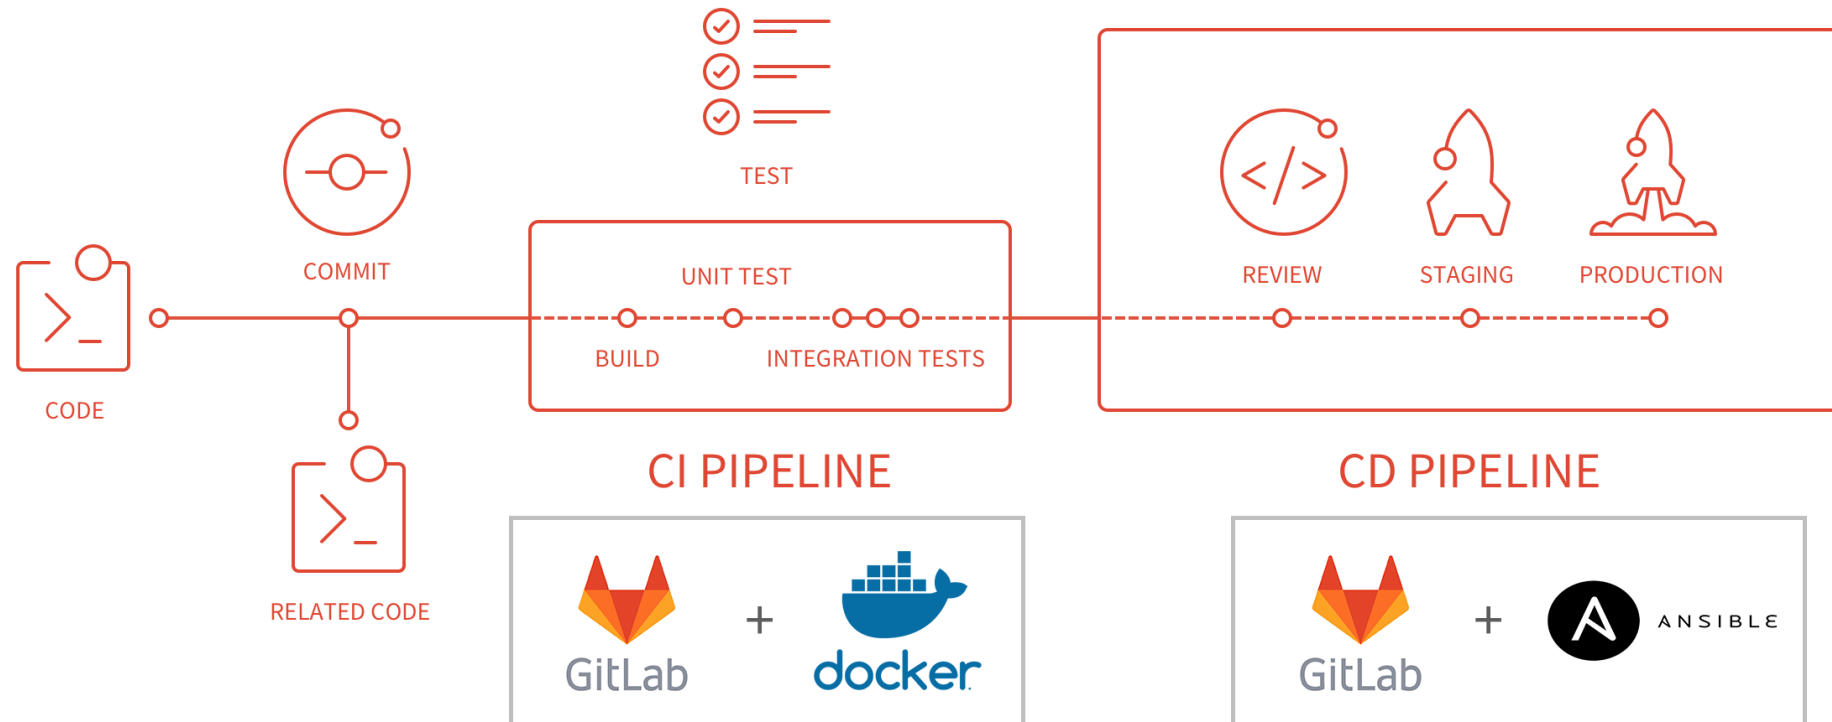 TEST
COMMIT
UNIT TEST
REVIEW
STAGING
PRODUCTION
BUILD
INTEGRATION TESTS
CODE
CI PIPELINE
CD PIPELINE
RELATED CODE
GitLab
+
docker
GitLab
+
ANSIBLE